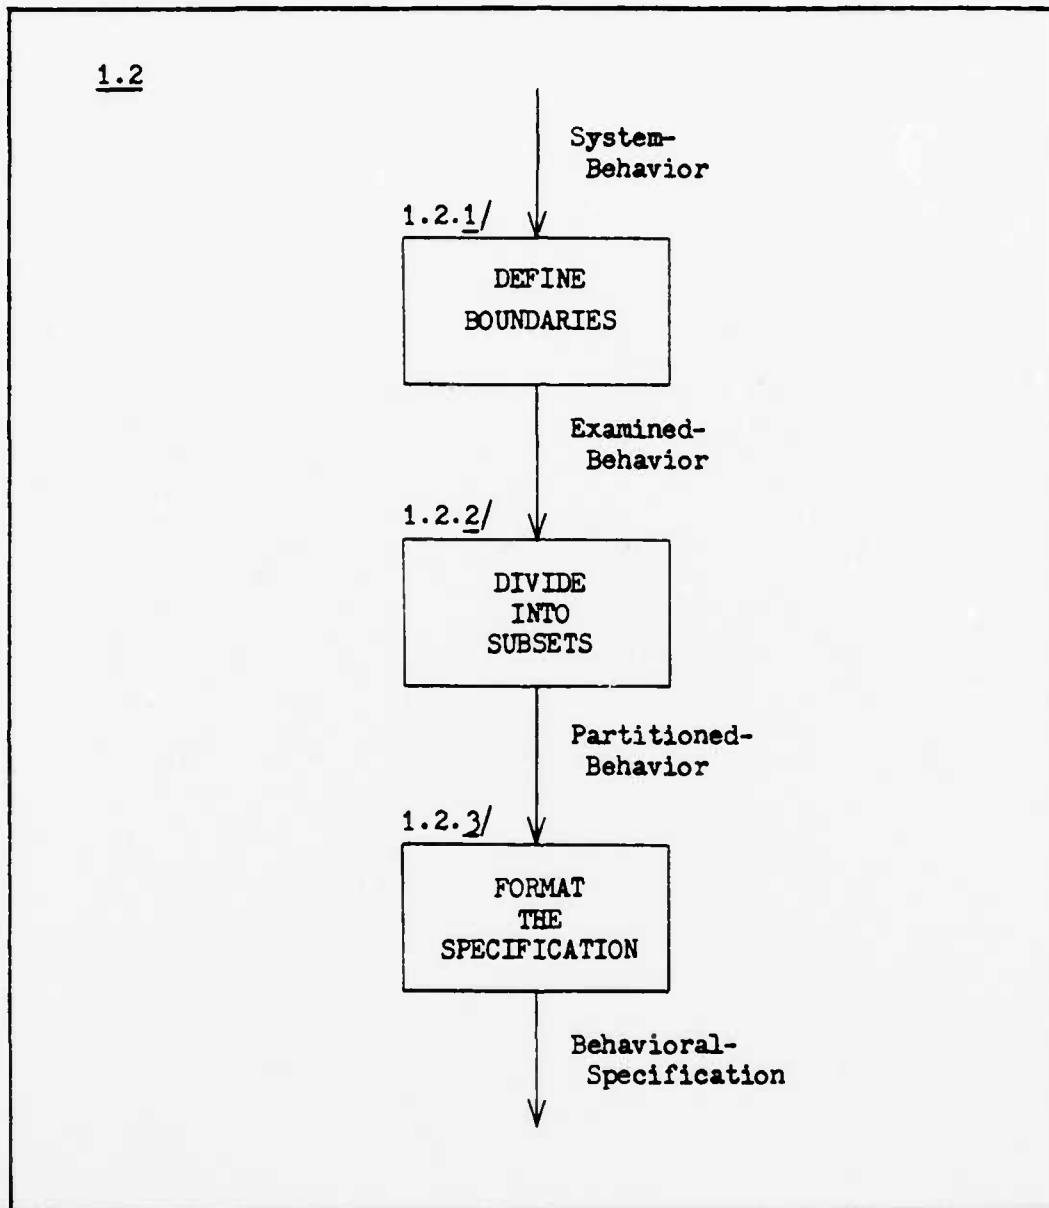 1.2
System-
Behavior
1.2.1/
DEFINE
BOUNDARIES
Examined-
Behavior
1.2.2/
DIVIDE
INTO
SUBSETS
Partitioned-
Behavior
1.2.3/
FORMAT
THE
SPECIFICATION
Behavioral-
Specification